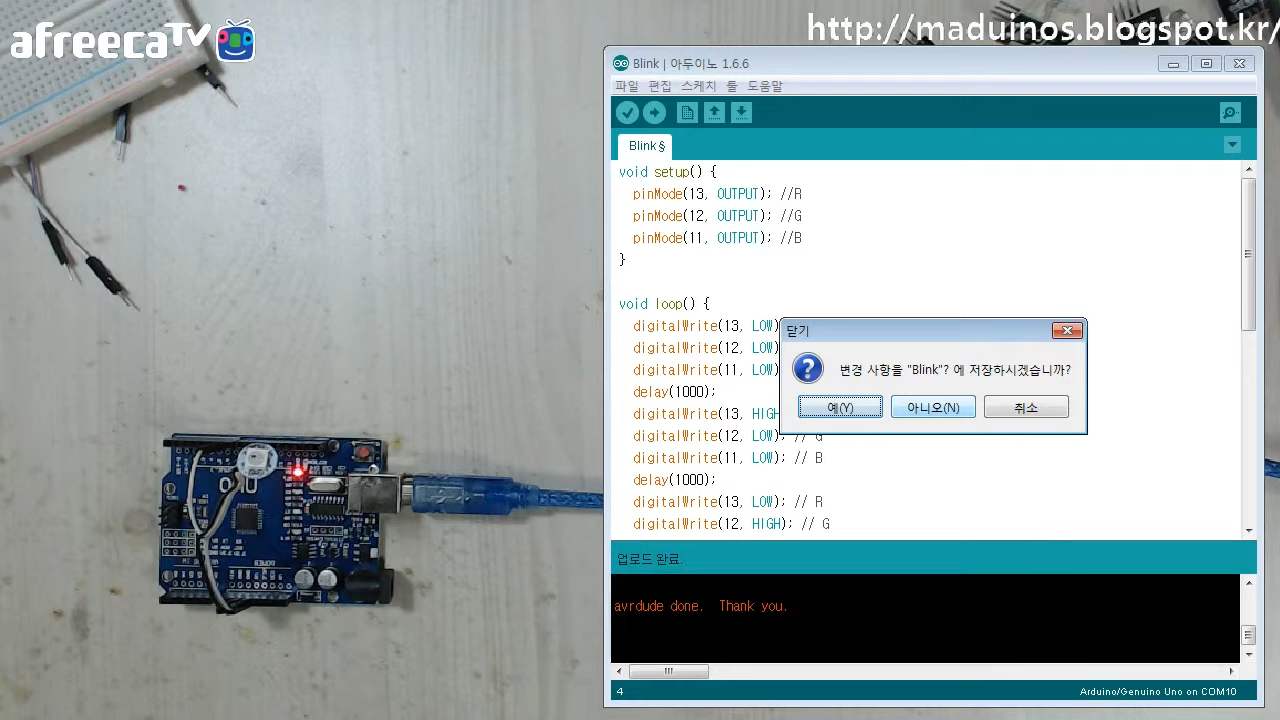 afreecaTV
http://maduinos.blogspot.kr/
Blink | 아두이노 1.6.6
파일 편집 스케치 툴 도움말
Blink§
void setup() {
pinMode(13, OUTPUT); //R
pinMode(12, OUTPUT); //G
pinMode(11, OUTPUT); //B
}
void loop() {
digitalWrite(13, LOW)
digitalWrite(12, LOW)
digitalWrite(11, LOW)
delay(1000);
digitalWrite(13, HIGH
digitalWrite(12, LOW); // G
digitalWrite(11, LOW); // B
delay(1000);
digitalWrite(13, LOW); // R
digitalWrite(12, HIGH); // G
닫기
변경 사항을 "Blink"? 에 저장하시겠습니까?
예(Y) 아니오(N) 취소
업로드 완료.
avrdude done. Thank you.
4 Arduino/Genuino Uno on COM10